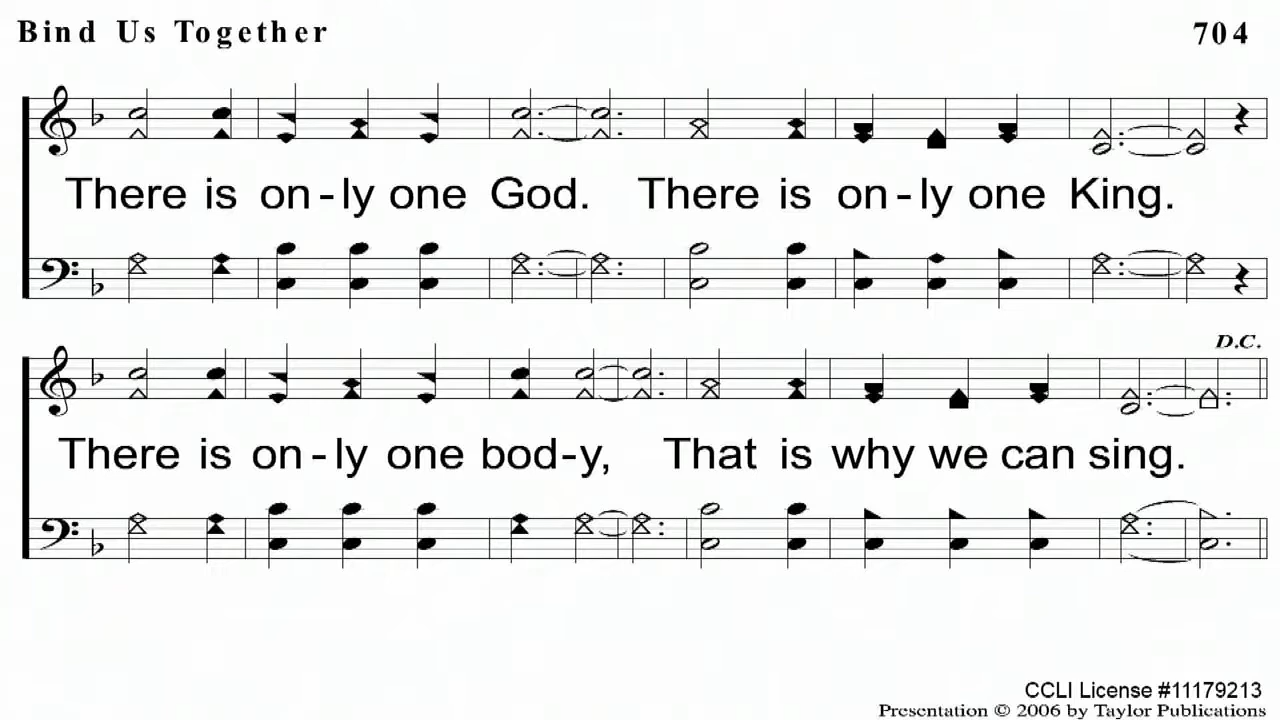 Bind Us Together 704
There is on-ly one God. There is on-ly one King.
D.C.
There is on-ly one bod-y, That is why we can sing.
CCLI License #11179213
Presentation © 2006 by Taylor Publications